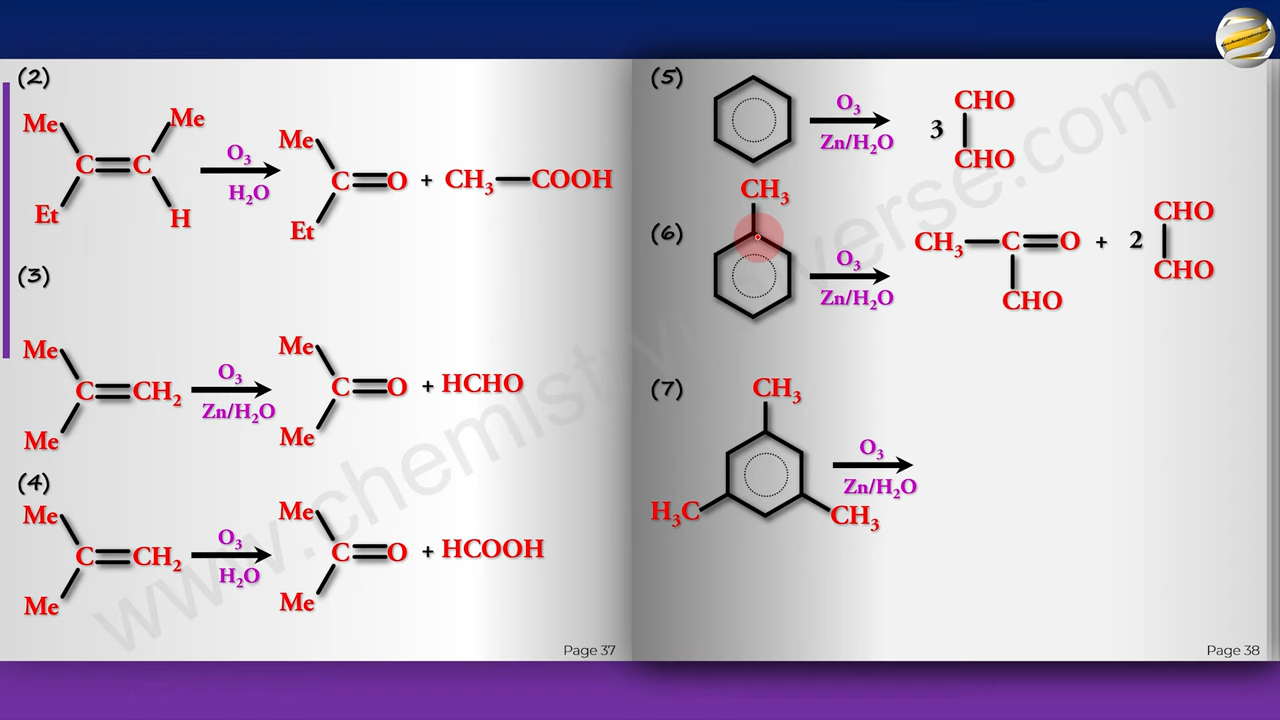 (2)
Me Me
C=C
Et H
O₃
H₂O
Me
C=O + CH₃—COOH
Et
(3)
Me
C=CH₂
Me
O₃
Zn/H₂O
Me
C=O + HCHO
Me
(4)
Me
C=CH₂
Me
O₃
H₂O
Me
C=O + HCOOH
Me
Page 37
(5)
O₃
Zn/H₂O
3 CHO
CHO
(6)
CH₃
O₃
Zn/H₂O
CH₃—C=O + 2 CHO
CHO CHO
(7)
CH₃
H₃C CH₃
O₃
Zn/H₂O
Page 38